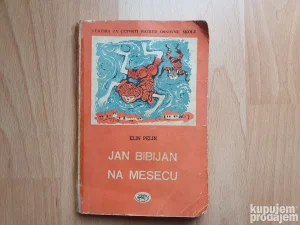 ELIN PELIN
JAN BIBIJAN
NA MESECU
kupujem
prodajem